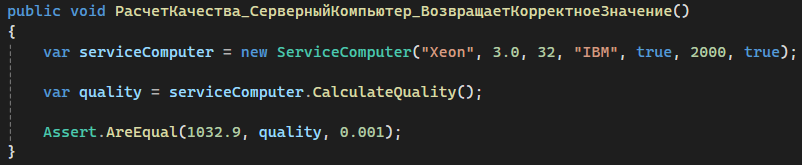 public void РасчетКачества_СерверныйКомпьютер_ВозвращаетКорректноеЗначение()
{
var serviceComputer = new ServiceComputer("Xeon", 3.0, 32, "IBM", true, 2000, true);
var quality = serviceComputer.CalculateQuality();
Assert.AreEqual(1032.9, quality, 0.001);
}